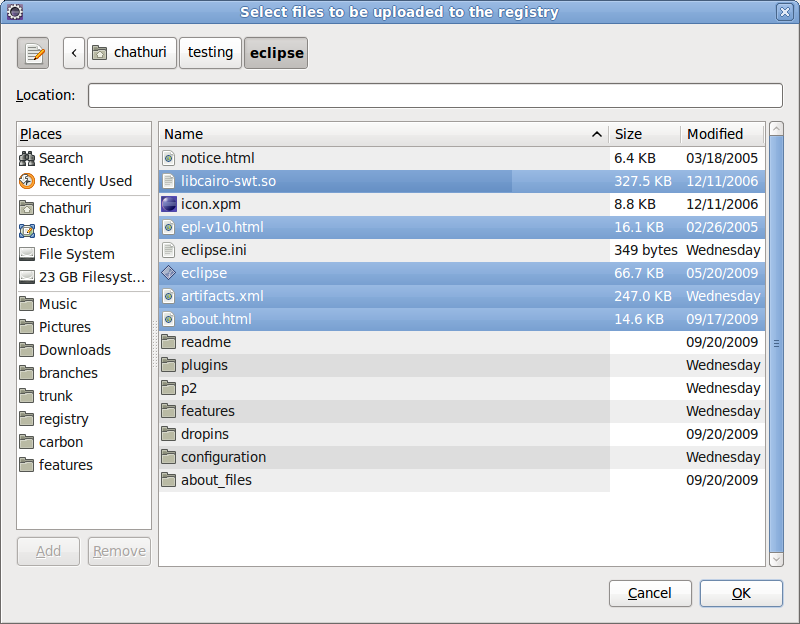 Select files to be uploaded to the registry
< chathuri testing eclipse
Location:
Places
Search
Recently Used
chathuri
Desktop
File System
23 GB Filesyst...
Music
Pictures
Downloads
branches
trunk
registry
carbon
features
Add Remove
Name Size Modified
notice.html 6.4 KB 03/18/2005
libcairo-swt.so 327.5 KB 12/11/2006
icon.xpm 8.8 KB 12/11/2006
epl-v10.html 16.1 KB 02/26/2005
eclipse.ini 349 bytes Wednesday
eclipse 66.7 KB 05/20/2009
artifacts.xml 247.0 KB Wednesday
about.html 14.6 KB 09/17/2009
readme 09/20/2009
plugins Wednesday
p2 Wednesday
features Wednesday
dropins 09/20/2009
configuration Wednesday
about_files 09/20/2009
Cancel OK